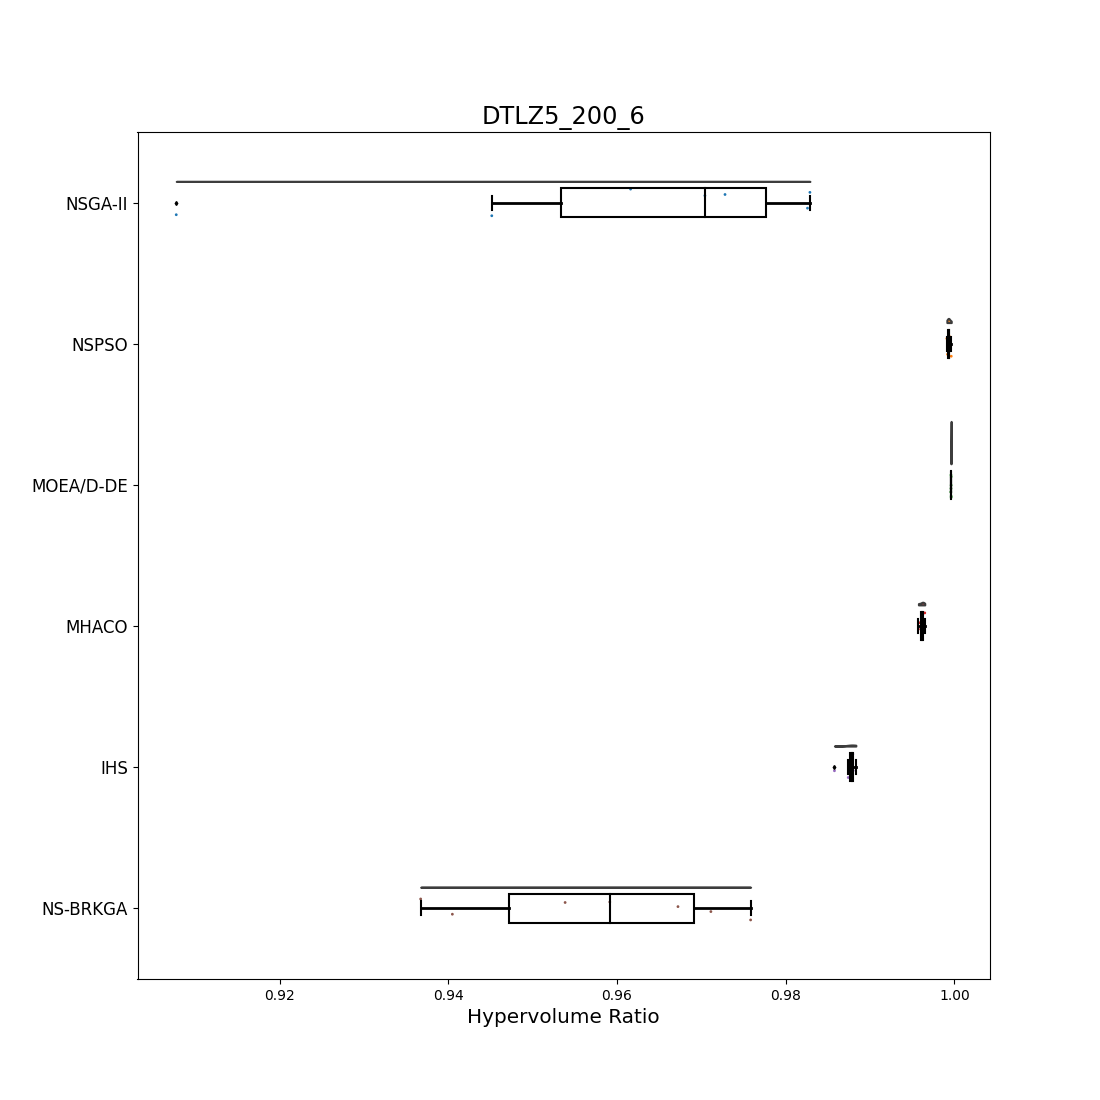 DTLZ5_200_6
NSGA-II
NSPSO
MOEA/D-DE
MHACO
IHS
NS-BRKGA
0.92 0.94 0.96 0.98 1.00
Hypervolume Ratio